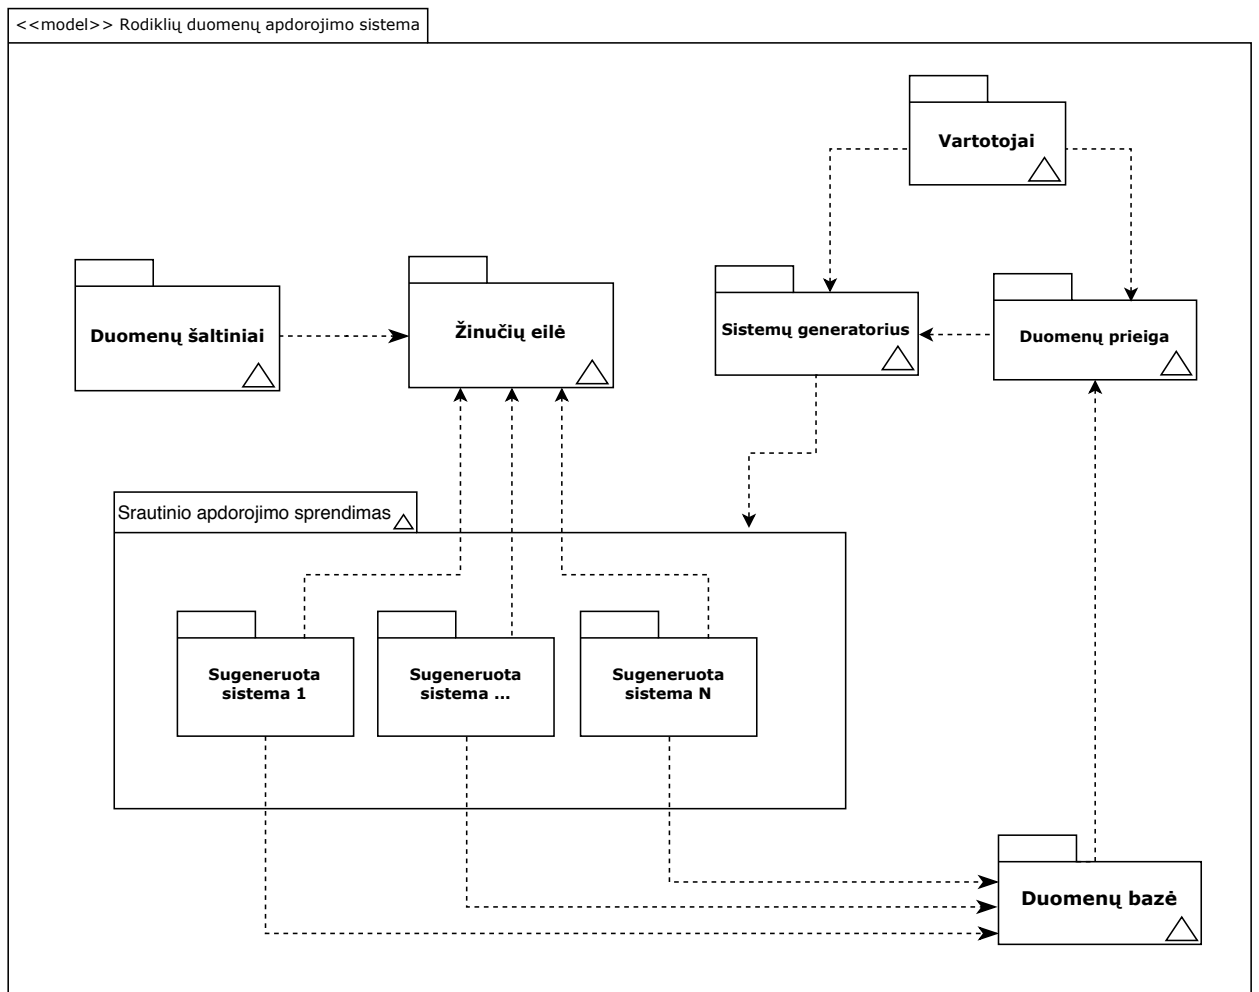 <<model>> Rodiklių duomenų apdorojimo sistema
Vartotojai
Duomenų šaltiniai
Žinučių eilė
Sistemų generatorius
Duomenų prieiga
Srautinio apdorojimo sprendimas
Sugeneruota
sistema 1
Sugeneruota
sistema ...
Sugeneruota
sistema N
Duomenų bazė